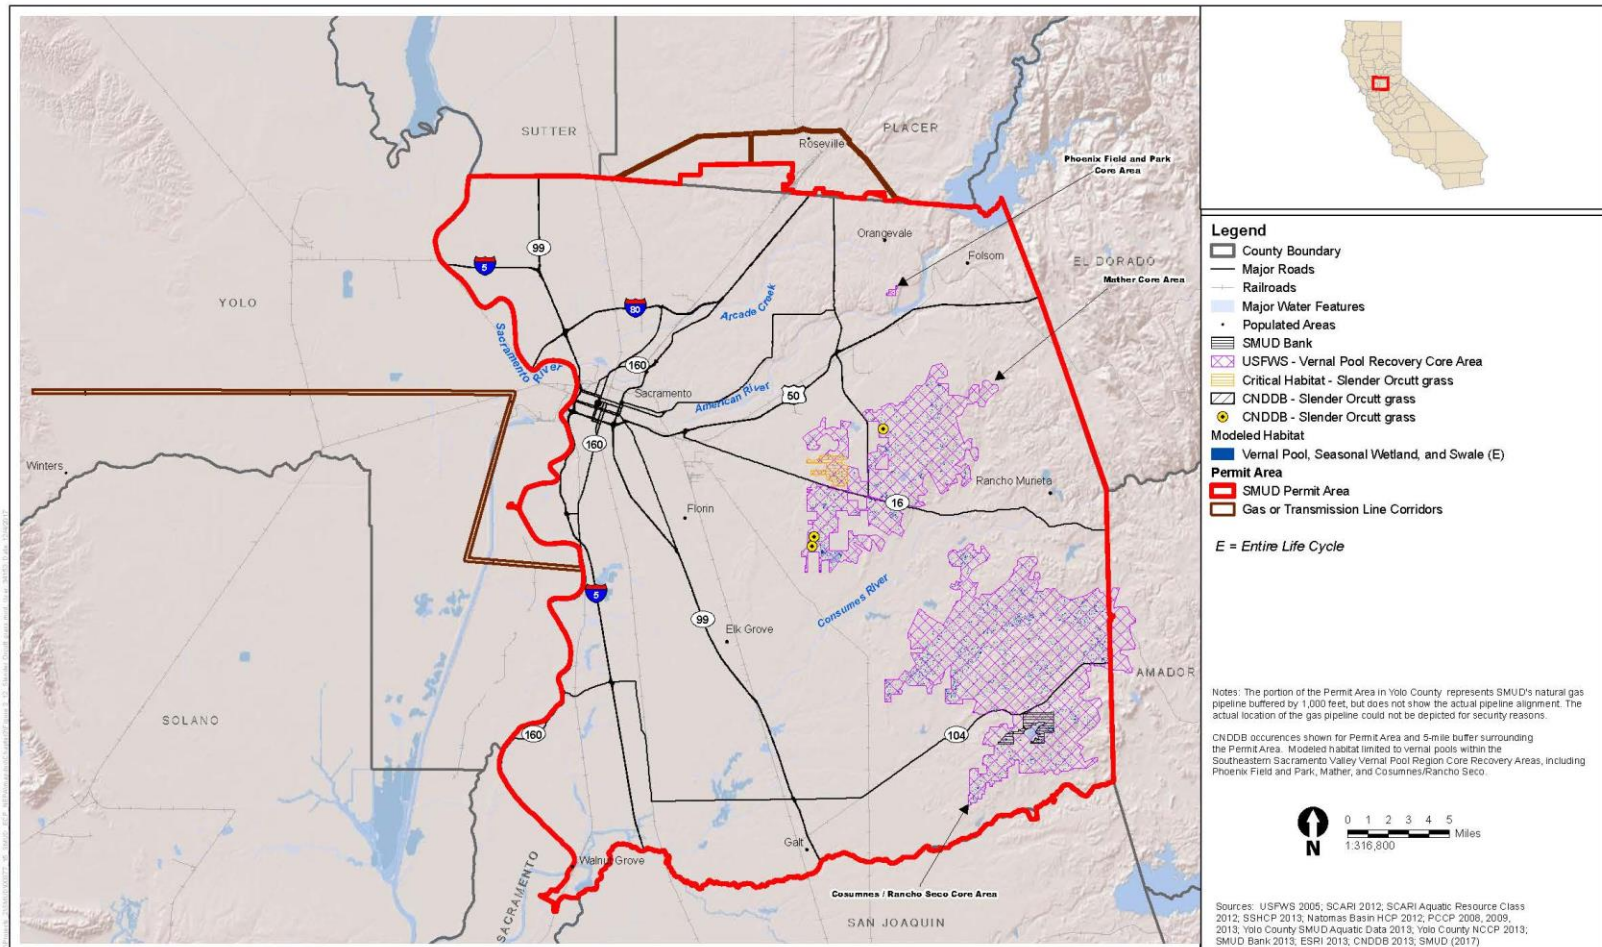 SUTTER
PLACER
Roseville
Phoenix Field and Park
Core Area
99
Orangevale
Folsom
EL DORADO
5
Mather Core Area
YOLO
80
Arcade Creek
Sacramento
River
160
Sacramento
American River
50
160
Winters
Rancho Murieta
16
Florin
5
Consumes River
99
Elk Grove
AMADOR
SOLANO
160
104
Galt
Walnut Grove
SACRAMENTO
Cosumnes / Rancho Seco Core Area
SAN JOAQUIN
Legend
County Boundary
Major Roads
Railroads
Major Water Features
Populated Areas
SMUD Bank
USFWS - Vernal Pool Recovery Core Area
Critical Habitat - Slender Orcutt grass
CNDDB - Slender Orcutt grass
CNDDB - Slender Orcutt grass
Modeled Habitat
Vernal Pool, Seasonal Wetland, and Swale (E)
Permit Area
SMUD Permit Area
Gas or Transmission Line Corridors
E = Entire Life Cycle
Notes: The portion of the Permit Area in Yolo County represents SMUD's natural gas
pipeline buffered by 1,000 feet, but does not show the actual pipeline alignment. The
actual location of the gas pipeline could not be depicted for security reasons.
CNDDB occurences shown for Permit Area and 5-mile buffer surrounding
the Permit Area. Modeled habitat limited to vernal pools within the
Southeastern Sacramento Valley Vernal Pool Region Core Recovery Areas, including
Phoenix Field and Park, Mather, and Cosumnes/Rancho Seco.
N
0 1 2 3 4 5
Miles
1:316,800
Sources: USFWS 2005; SCARI 2012; SCARI Aquatic Resource Class
2012; SSHCP 2013; Natomas Basin HCP 2012; PCCP 2008, 2009,
2013; Yolo County SMUD Aquatic Data 2013; Yolo County NCCP 2013;
SMUD Bank 2013; ESRI 2013; CNDDB 2013; SMUD (2017)